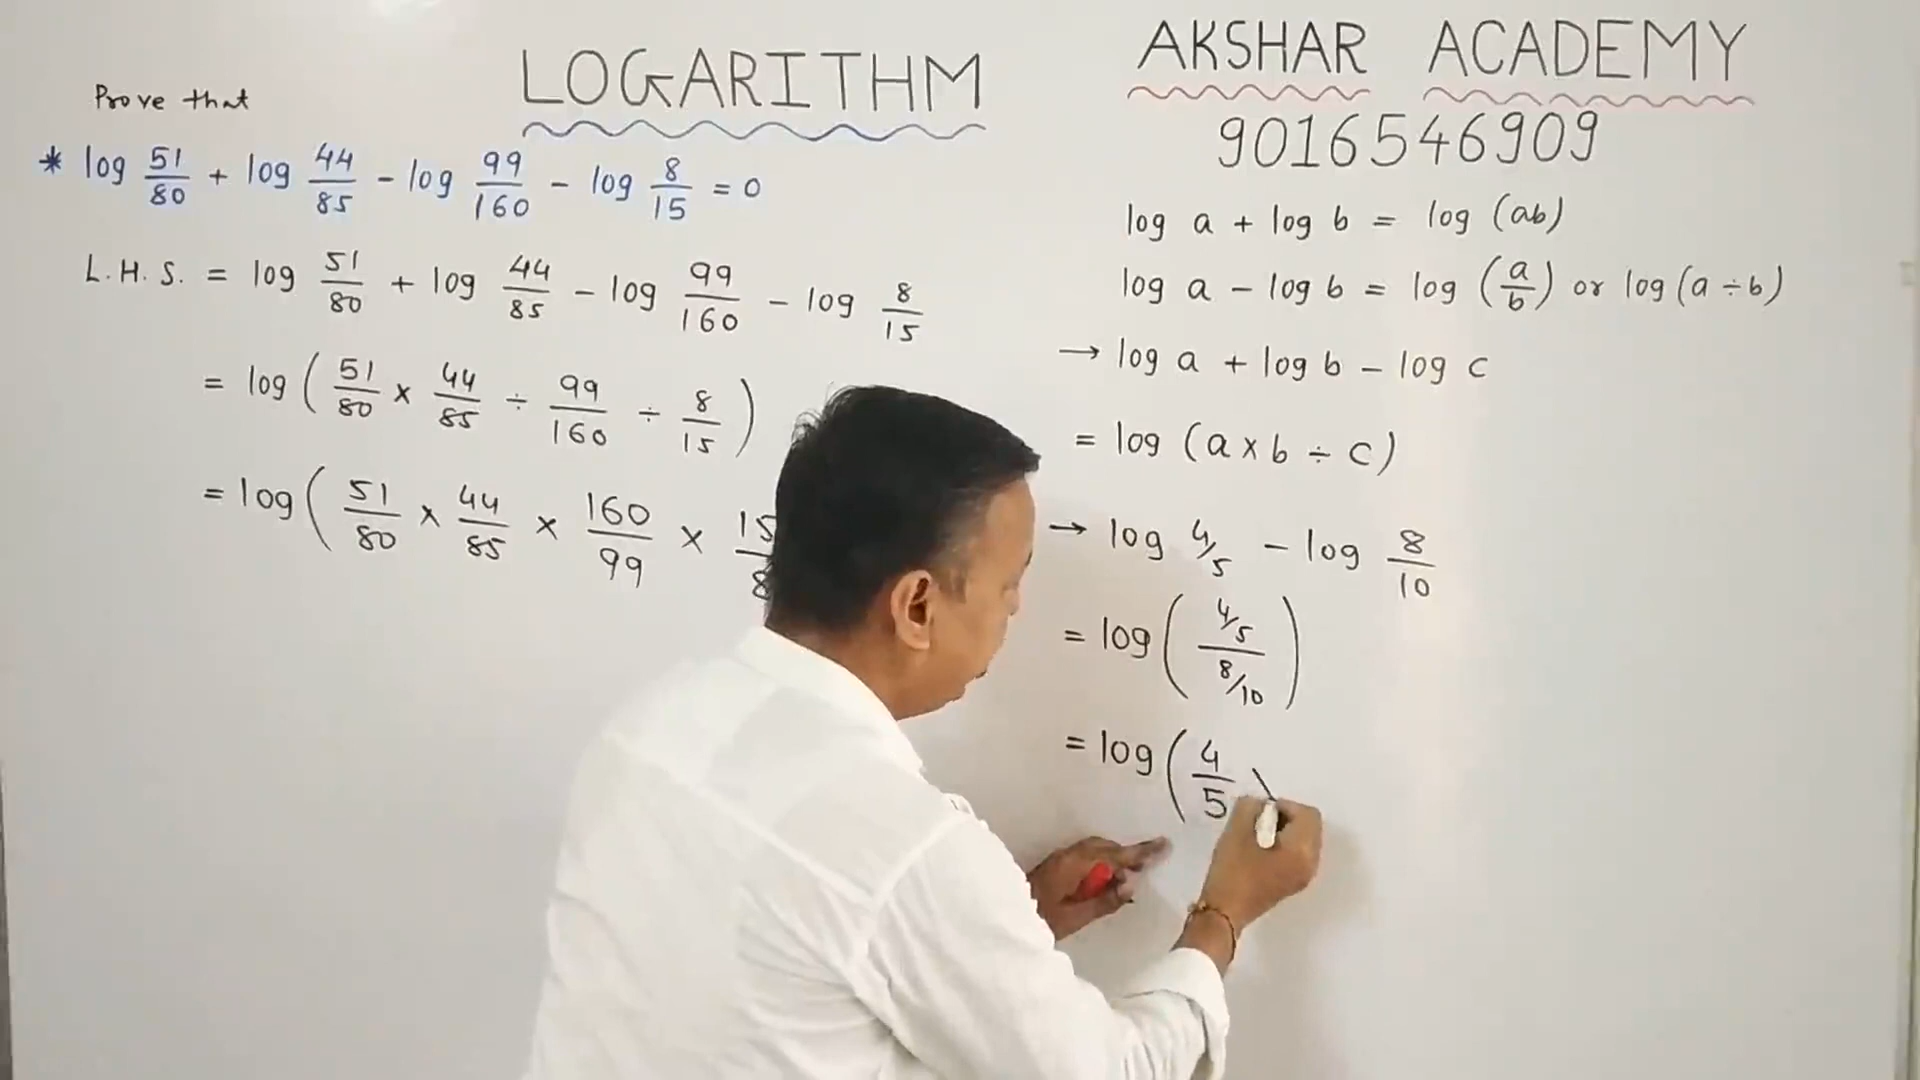 LOGARITHM
AKSHAR ACADEMY
9016546909
Prove that
* log 51/80 + log 44/85 - log 99/160 - log 8/15 = 0
L.H.S. = log 51/80 + log 44/85 - log 99/160 - log 8/15
= log ( 51/80 × 44/85 ÷ 99/160 ÷ 8/15 )
= log ( 51/80 × 44/85 × 160/99 × 15/8
log a + log b = log (ab)
log a - log b = log (a/b) or log (a ÷ b)
→ log a + log b - log c
= log (a × b ÷ c)
→ log 4/5 - log 8/10
= log ( 4/5 / 8/10 )
= log ( 4/5